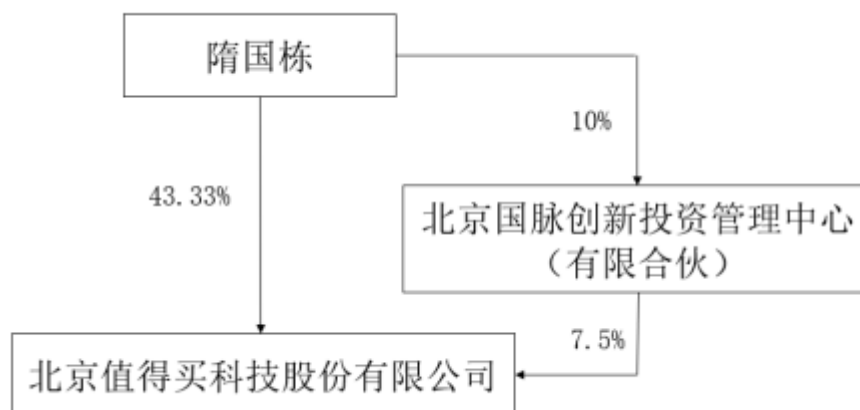 隋国栋
10%
43.33%
北京国脉创新投资管理中心
（有限合伙）
7.5%
北京值得买科技股份有限公司